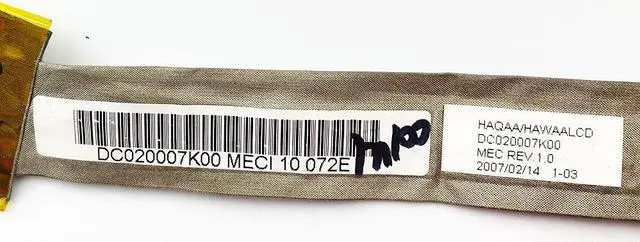 DC020007K00 MECI 10 072E
HAQAA/HAWAALCD
DC020007K00
MEC REV.1.0
2007/02/14 1-03